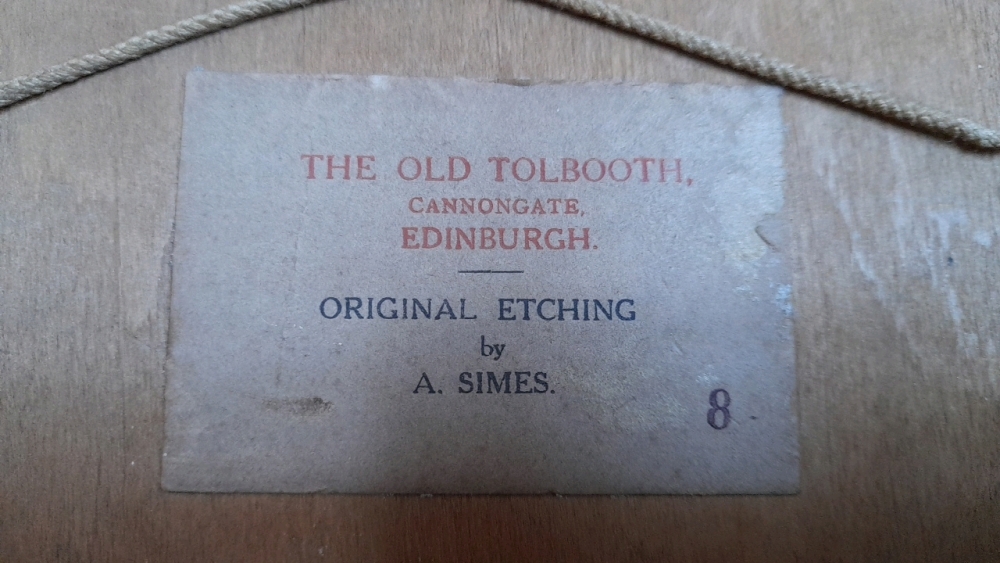 THE OLD TOLBOOTH,
CANNONGATE,
EDINBURGH.
ORIGINAL ETCHING
by
A. SIMES.
8